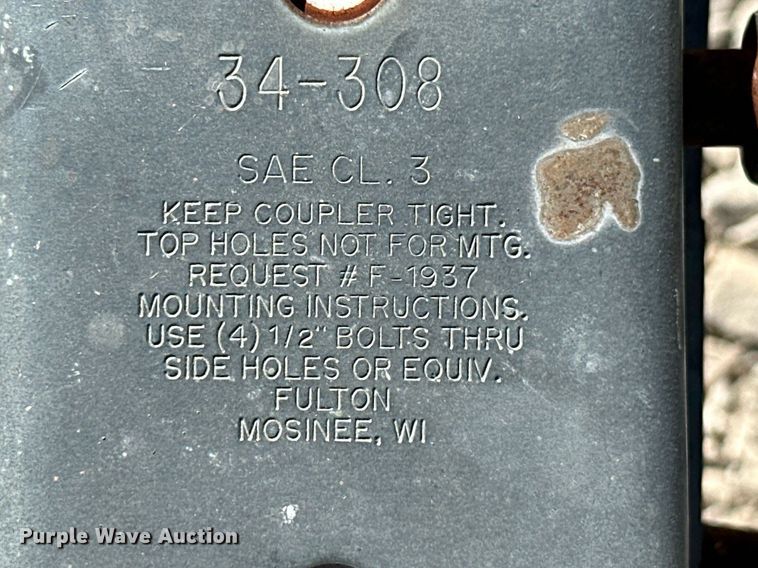 34-308
SAE CL. 3
KEEP COUPLER TIGHT.
TOP HOLES NOT FOR MTG.
REQUEST # F-1937
MOUNTING INSTRUCTIONS.
USE (4) 1/2" BOLTS THRU
SIDE HOLES OR EQUIV.
FULTON
MOSINEE, WI
Purple Wave Auction